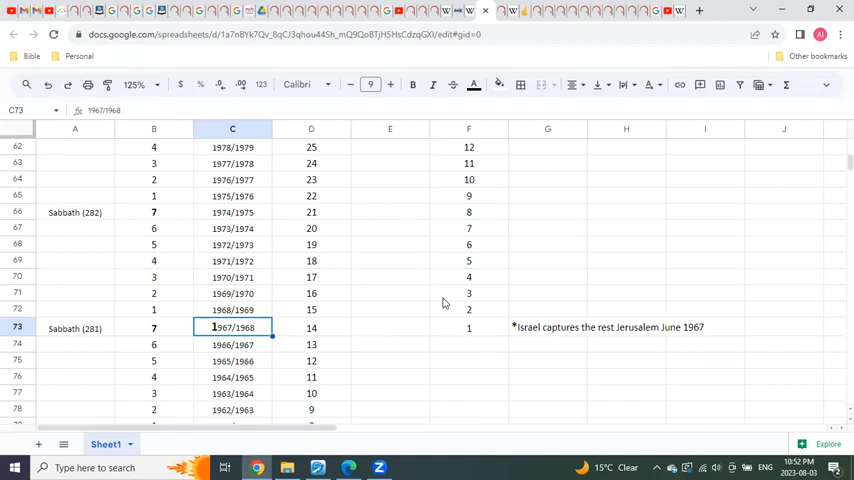 docs.google.com/spreadsheets/d/1a7nBYk7Qv_8qCJ3qhou44Sh_mQ9QoBTjH5HsCdzqGXI/edit#gid=0
Bible Personal Other bookmarks
125% $ % .0 .00 123 Calibri 9 B I A Σ
C73 fx 1967/1968
A B C D E F G H I J
62 4 1978/1979 25 12
63 3 1977/1978 24 11
64 2 1976/1977 23 10
65 1 1975/1976 22 9
66 Sabbath (282) 7 1974/1975 21 8
67 6 1973/1974 20 7
68 5 1972/1973 19 6
69 4 1971/1972 18 5
70 3 1970/1971 17 4
71 2 1969/1970 16 3
72 1 1968/1969 15 2
73 Sabbath (281) 7 1967/1968 14 1 *Israel captures the rest Jerusalem June 1967
74 6 1966/1967 13
75 5 1965/1966 12
76 4 1964/1965 11
77 3 1963/1964 10
78 2 1962/1963 9
Sheet1 Explore
Type here to search 15°C Clear ENG 10:52 PM
2023-08-03 2